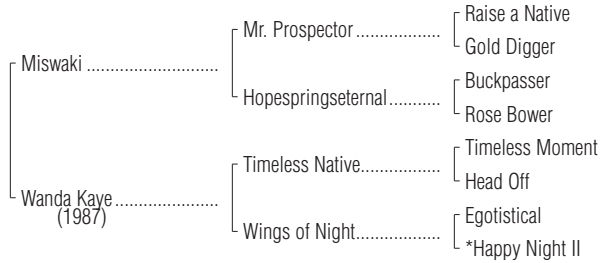 Raise a Native
Mr. Prospector ...................
Gold Digger
Miswaki ..............................
Buckpasser
Hopespringseternal ...........
Rose Bower
Timeless Moment
Timeless Native ..................
Head Off
Wanda Kaye .......................
(1987)
Egotistical
Wings of Night ...................
*Happy Night II